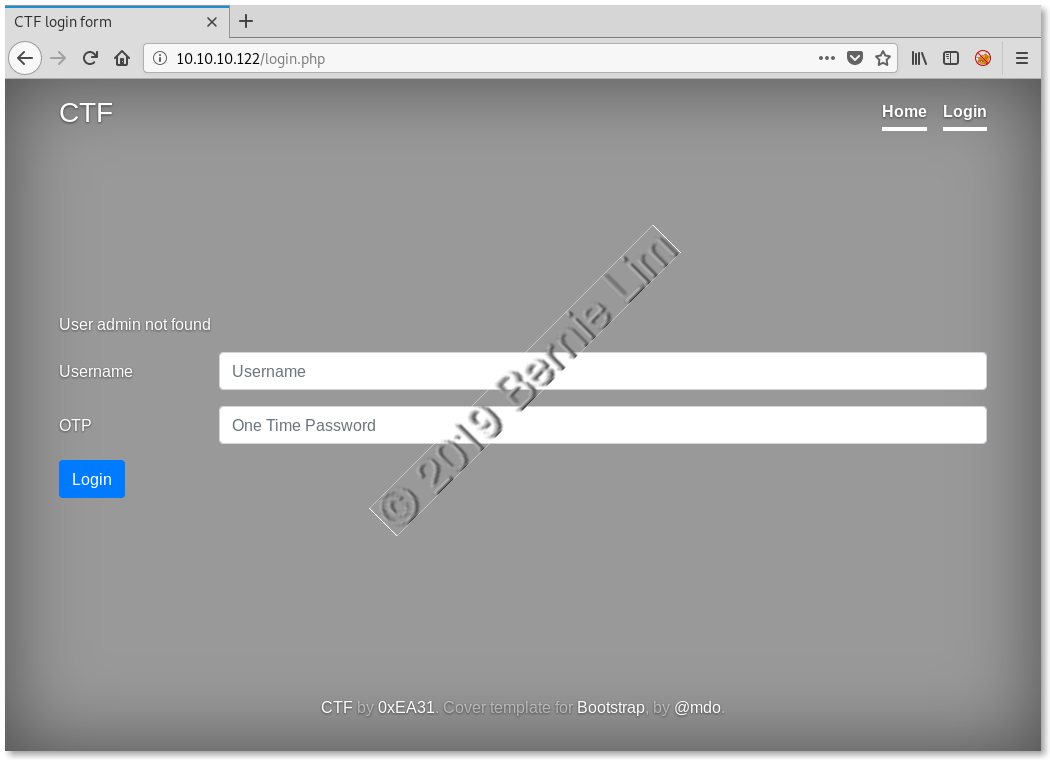 CTF login form
10.10.10.122/login.php
CTF
Home Login
User admin not found
Username Username
OTP One Time Password
Login
© 2019 Bernie Lim
CTF by 0xEA31. Cover template for Bootstrap, by @mdo.